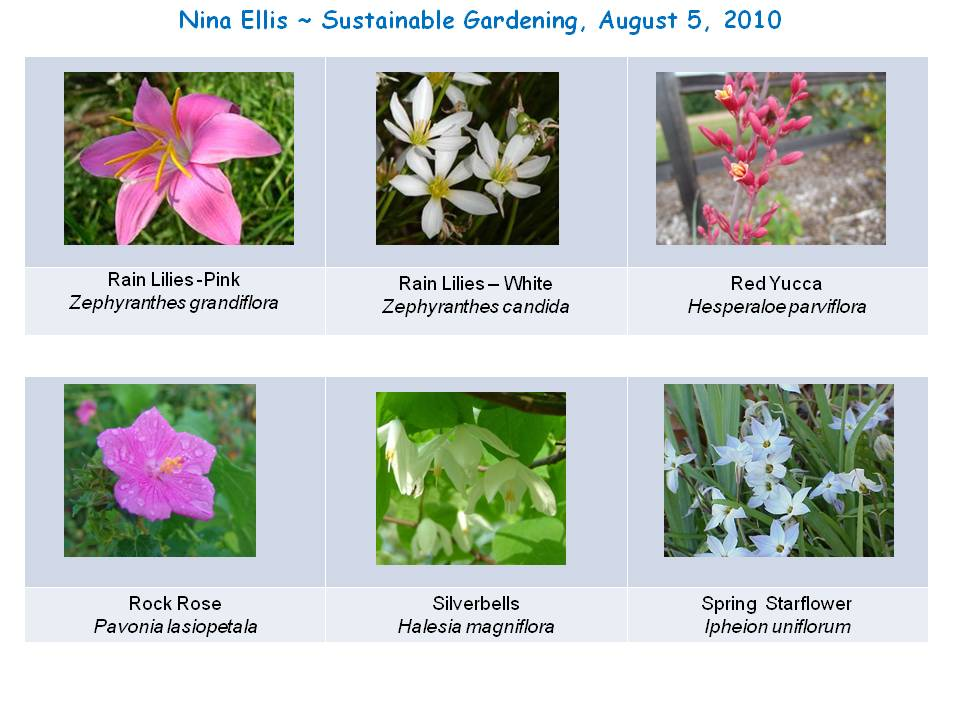 Nina Ellis ~ Sustainable Gardening, August 5, 2010
Rain Lilies -Pink
Zephyranthes grandiflora
Rain Lilies – White
Zephyranthes candida
Red Yucca
Hesperaloe parviflora
Rock Rose
Pavonia lasiopetala
Silverbells
Halesia magniflora
Spring Starflower
Ipheion uniflorum